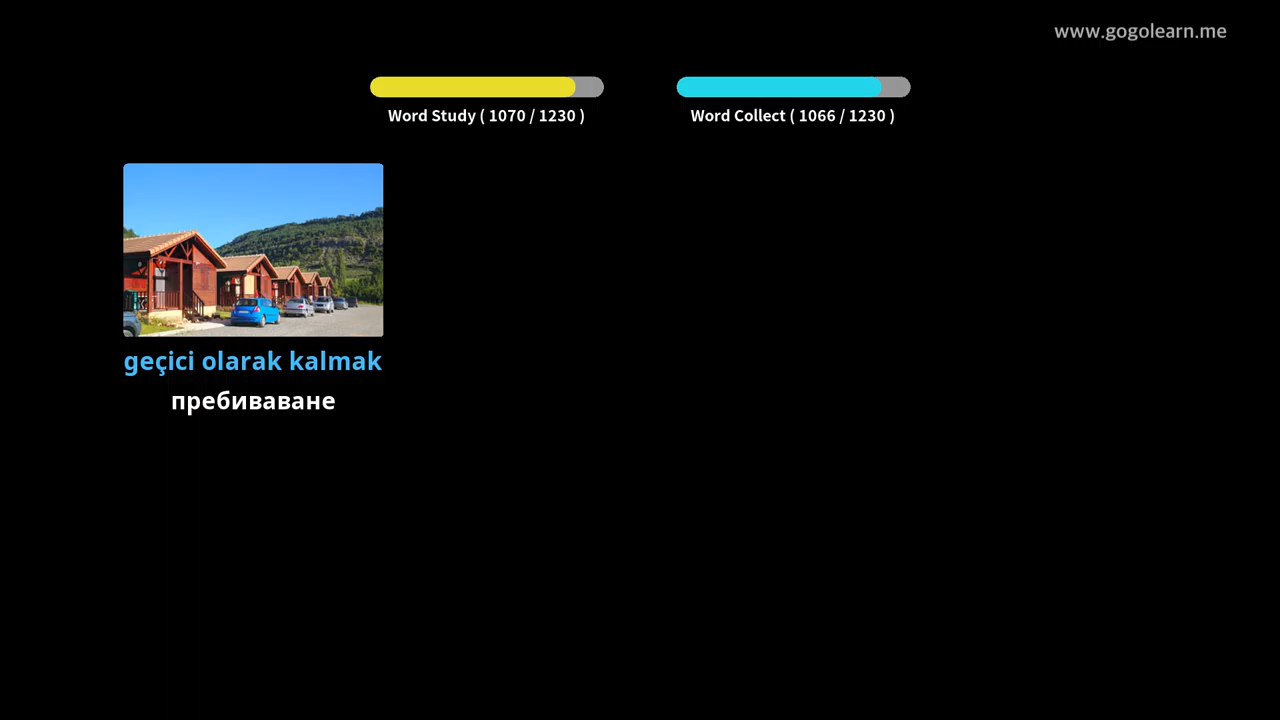 www.gogolearn.me
Word Study ( 1070 / 1230 )
Word Collect ( 1066 / 1230 )
geçici olarak kalmak
пребиваване